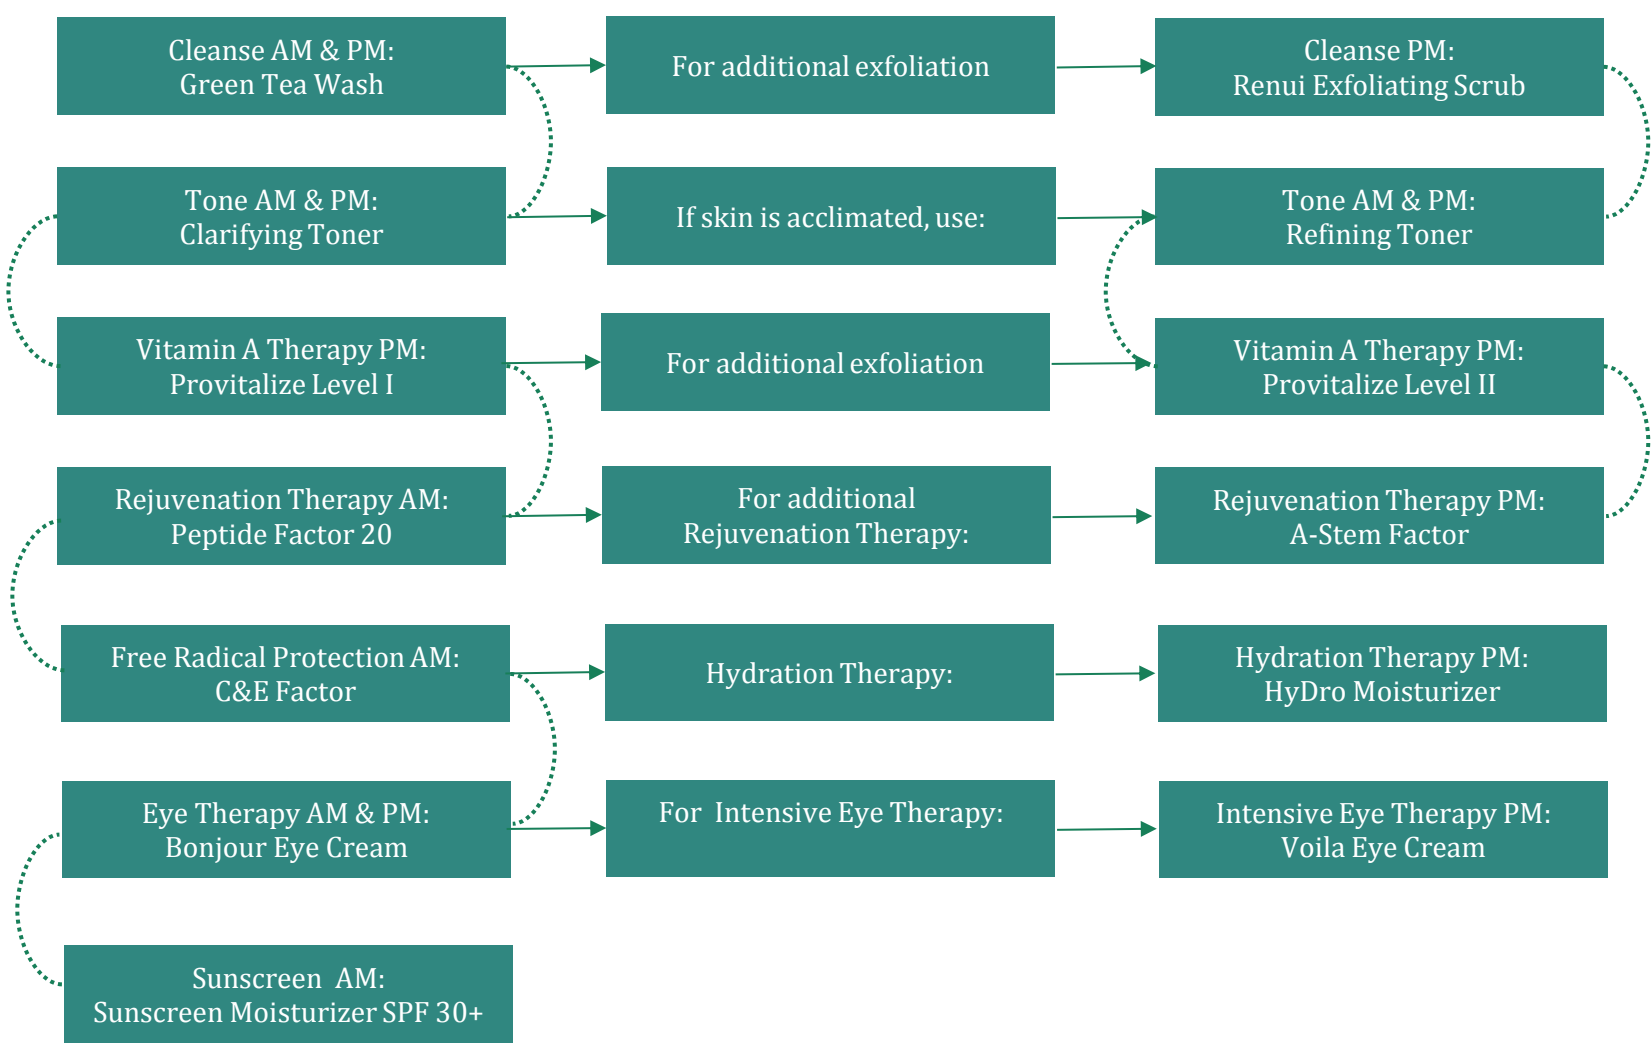 Cleanse AM & PM:
Green Tea Wash
For additional exfoliation
Cleanse PM:
Renui Exfoliating Scrub
Tone AM & PM:
Clarifying Toner
If skin is acclimated, use:
Tone AM & PM:
Refining Toner
Vitamin A Therapy PM:
Provitalize Level I
For additional exfoliation
Vitamin A Therapy PM:
Provitalize Level II
Rejuvenation Therapy AM:
Peptide Factor 20
For additional
Rejuvenation Therapy:
Rejuvenation Therapy PM:
A-Stem Factor
Free Radical Protection AM:
C&E Factor
Hydration Therapy:
Hydration Therapy PM:
HyDro Moisturizer
Eye Therapy AM & PM:
Bonjour Eye Cream
For Intensive Eye Therapy:
Intensive Eye Therapy PM:
Voila Eye Cream
Sunscreen AM:
Sunscreen Moisturizer SPF 30+